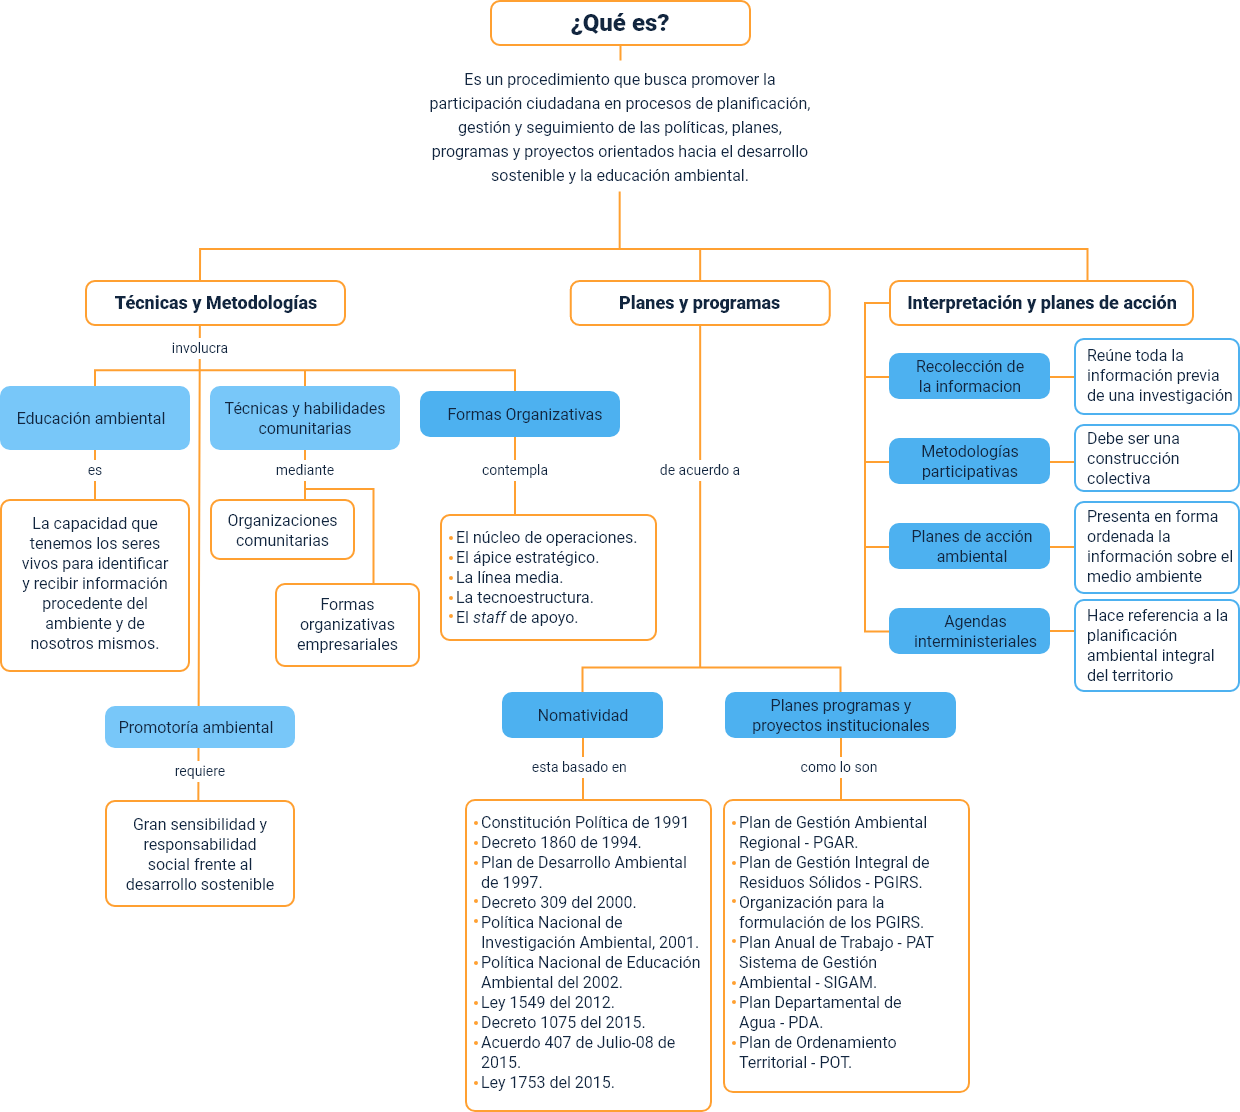 ¿Qué es?
Es un procedimiento que busca promover la
participación ciudadana en procesos de planificación,
gestión y seguimiento de las políticas, planes,
programas y proyectos orientados hacia el desarrollo
sostenible y la educación ambiental.
Técnicas y Metodologías
involucra
Educación ambiental
es
La capacidad que
tenemos los seres
vivos para identificar
y recibir información
procedente del
ambiente y de
nosotros mismos.
Técnicas y habilidades
comunitarias
mediante
Organizaciones
comunitarias
Formas
organizativas
empresariales
Formas Organizativas
contempla
• El núcleo de operaciones.
• El ápice estratégico.
• La línea media.
• La tecnoestructura.
• El staff de apoyo.
Promotoría ambiental
requiere
Gran sensibilidad y
responsabilidad
social frente al
desarrollo sostenible
Planes y programas
de acuerdo a
Nomatividad
esta basado en
• Constitución Política de 1991
• Decreto 1860 de 1994.
• Plan de Desarrollo Ambiental
de 1997.
• Decreto 309 del 2000.
• Política Nacional de
Investigación Ambiental, 2001.
• Política Nacional de Educación
Ambiental del 2002.
• Ley 1549 del 2012.
• Decreto 1075 del 2015.
• Acuerdo 407 de Julio-08 de
2015.
• Ley 1753 del 2015.
Planes programas y
proyectos institucionales
como lo son
• Plan de Gestión Ambiental
Regional - PGAR.
• Plan de Gestión Integral de
Residuos Sólidos - PGIRS.
• Organización para la
formulación de los PGIRS.
• Plan Anual de Trabajo - PAT
Sistema de Gestión
• Ambiental - SIGAM.
• Plan Departamental de
Agua - PDA.
• Plan de Ordenamiento
Territorial - POT.
Interpretación y planes de acción
Recolección de
la informacion
Reúne toda la
información previa
de una investigación
Metodologías
participativas
Debe ser una
construcción
colectiva
Planes de acción
ambiental
Presenta en forma
ordenada la
información sobre el
medio ambiente
Agendas
interministeriales
Hace referencia a la
planificación
ambiental integral
del territorio